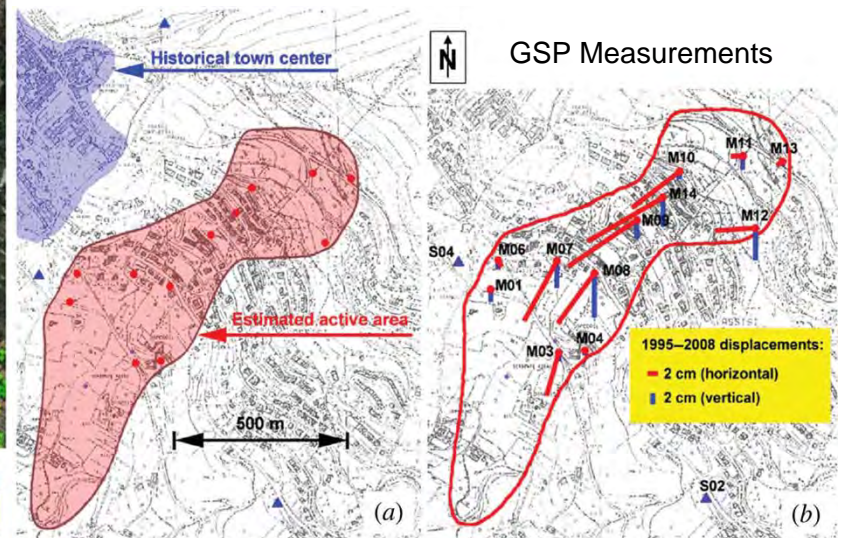 Historical town center
Estimated active area
500 m
(a)
N
GSP Measurements
M11
M13
M10
M14
M09
M12
S04
M06
M07
M08
M01
M03
M04
1995–2008 displacements:
2 cm (horizontal)
2 cm (vertical)
S02
(b)